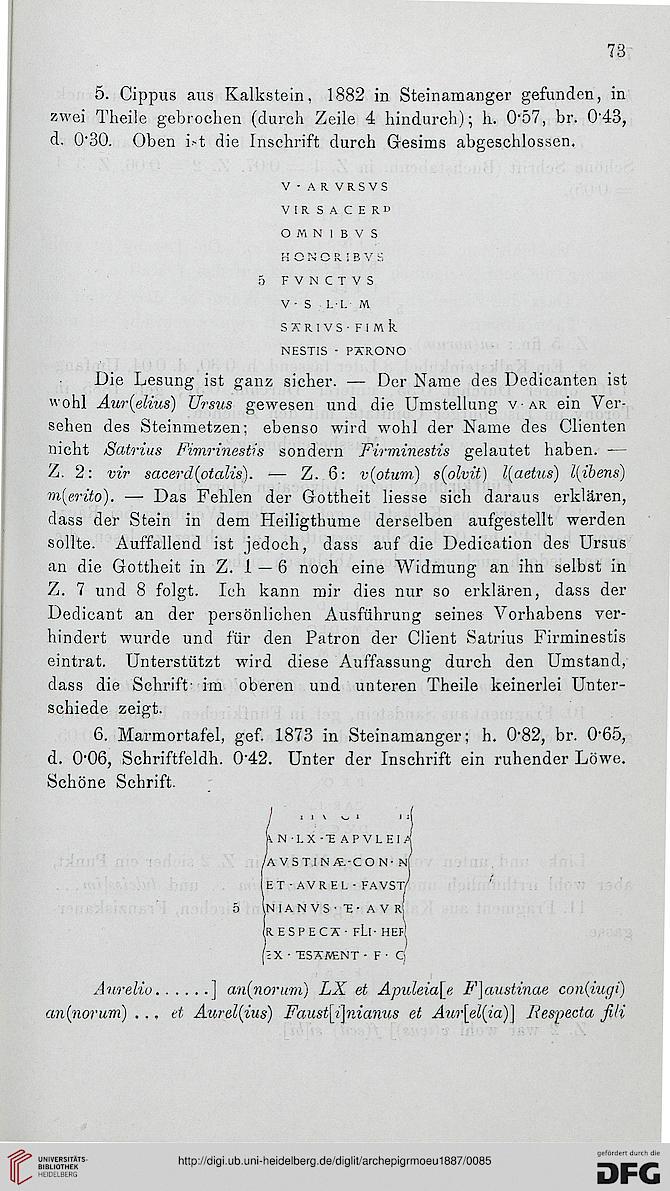 73
5. Cippus aus Kalkstein, 1882 in Steinamanger gefunden, in
zwei Theile gebrochen (durch Zeile 4 hindurch); h. 0·57, br. 0·43,
d. 0·30. Oben ist die Inschrift durch Gesims abgeschlossen.
V · ARVRSVS
VIR SACERD
OMNIBVS
HONORIBVS
5 FVNCTVS
V · S · L · L · M
SATRIVS · FIMR
NESTIS · PATRONO
Die Lesung ist ganz sicher. — Der Name des Dedicanten ist
wohl Aur(elius) Ursus gewesen und die Umstellung V · AR ein Ver-
sehen des Steinmetzen; ebenso wird wohl der Name des Clienten
nicht Satrius Fimrinestis sondern Firminestis gelautet haben. —
Z. 2: vir sacerd(otalis). — Z. 6: v(otum) s(olvit) l(aetus) l(ibens)
m(erito). — Das Fehlen der Gottheit liesse sich daraus erklären,
dass der Stein in dem Heiligthume derselben aufgestellt werden
sollte. Auffallend ist jedoch, dass auf die Dedication des Ursus
an die Gottheit in Z. 1 — 6 noch eine Widmung an ihn selbst in
Z. 7 und 8 folgt. Ich kann mir dies nur so erklären, dass der
Dedicant an der persönlichen Ausführung seines Vorhabens ver-
hindert wurde und für den Patron der Client Satrius Firminestis
eintrat. Unterstützt wird diese Auffassung durch den Umstand,
dass die Schrift im oberen und unteren Theile keinerlei Unter-
schiede zeigt.
6. Marmortafel, gef. 1873 in Steinamanger; h. 0·82, br. 0·65,
d. 0·06, Schriftfeldh. 0·42. Unter der Inschrift ein ruhender Löwe.
Schöne Schrift.
AN · LX · ET APVLEIA
AVSTINAE · CON · N
ET · AVREL · FAVST
5 NIANVS · ET · AVR
RESPECTA · FLI · HER
EX · TESTAMENT · F · C
Aurelio......] an(norum) LX et Apuleia[e F]austinae con(iugi)
an(norum) ... et Aurel(ius) Faust[i]nianus et Aur[el(ia)] Respecta fili
UNIVERSITÄTS-
BIBLIOTHEK
HEIDELBERG
http://digi.ub.uni-heidelberg.de/diglit/archepigrmoeu1887/0085
gefördert durch die
DFG